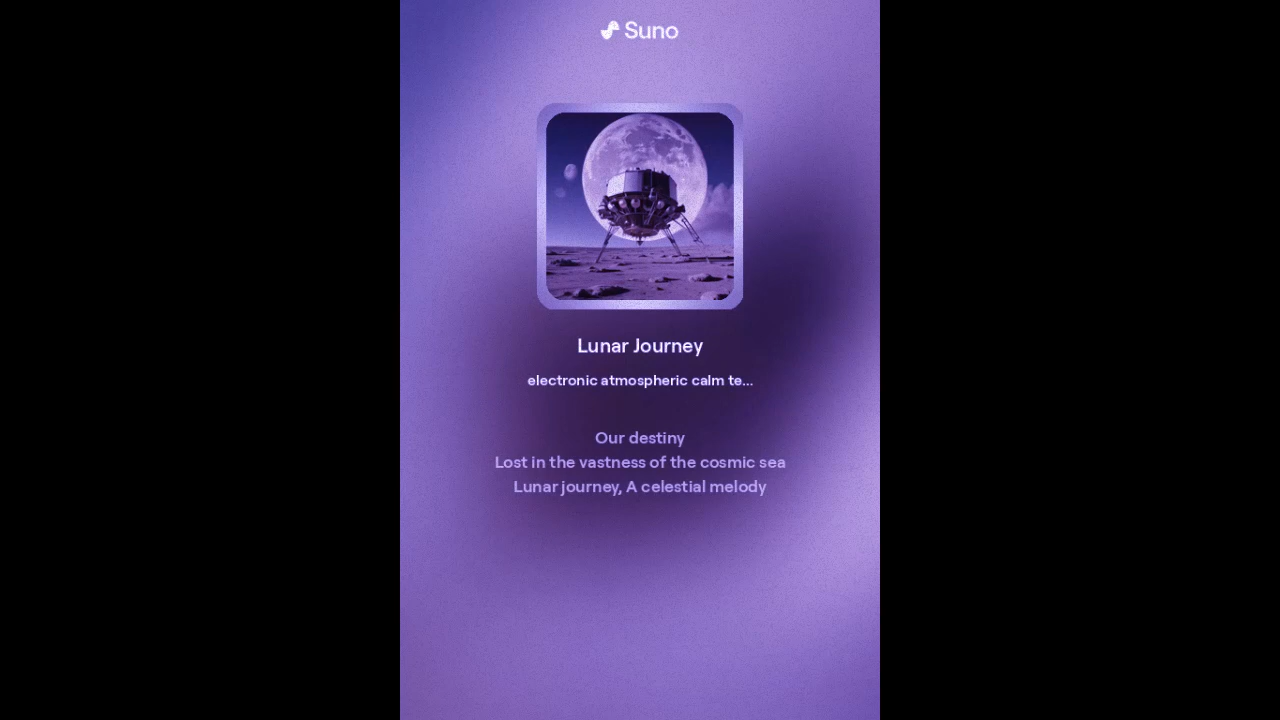 Suno
Lunar Journey
electronic atmospheric calm te...
Our destiny
Lost in the vastness of the cosmic sea
Lunar journey, A celestial melody